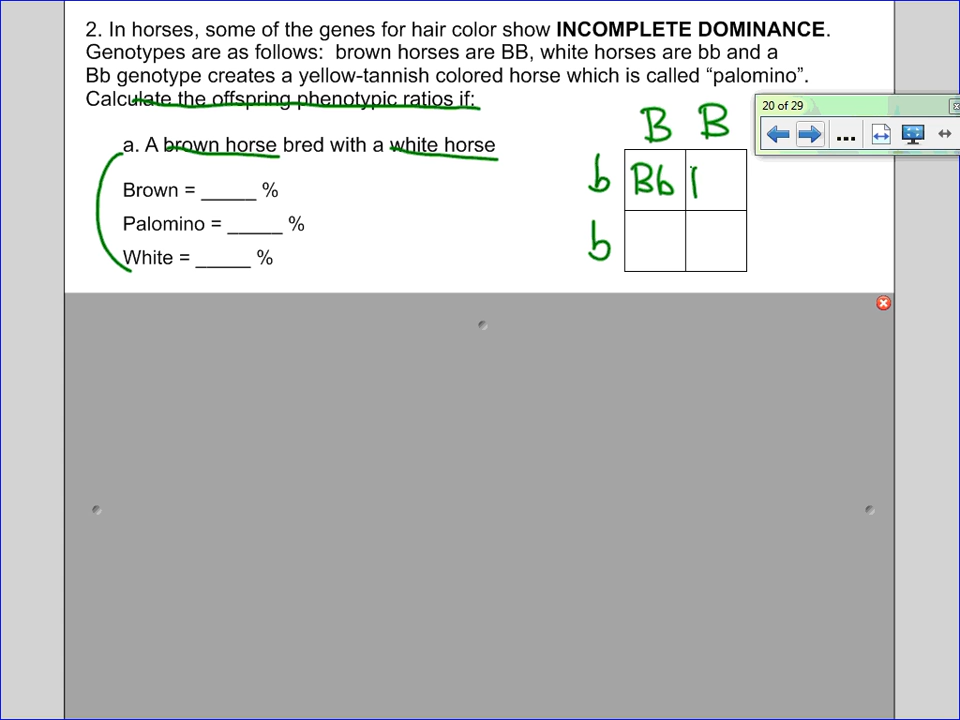 2. In horses, some of the genes for hair color show INCOMPLETE DOMINANCE.
Genotypes are as follows: brown horses are BB, white horses are bb and a
Bb genotype creates a yellow-tannish colored horse which is called “palomino”.
Calculate the offspring phenotypic ratios if:
20 of 29
B B
a. A brown horse bred with a white horse
b Bb
Brown = _____ %
Palomino = _____ %
b
White = _____ %